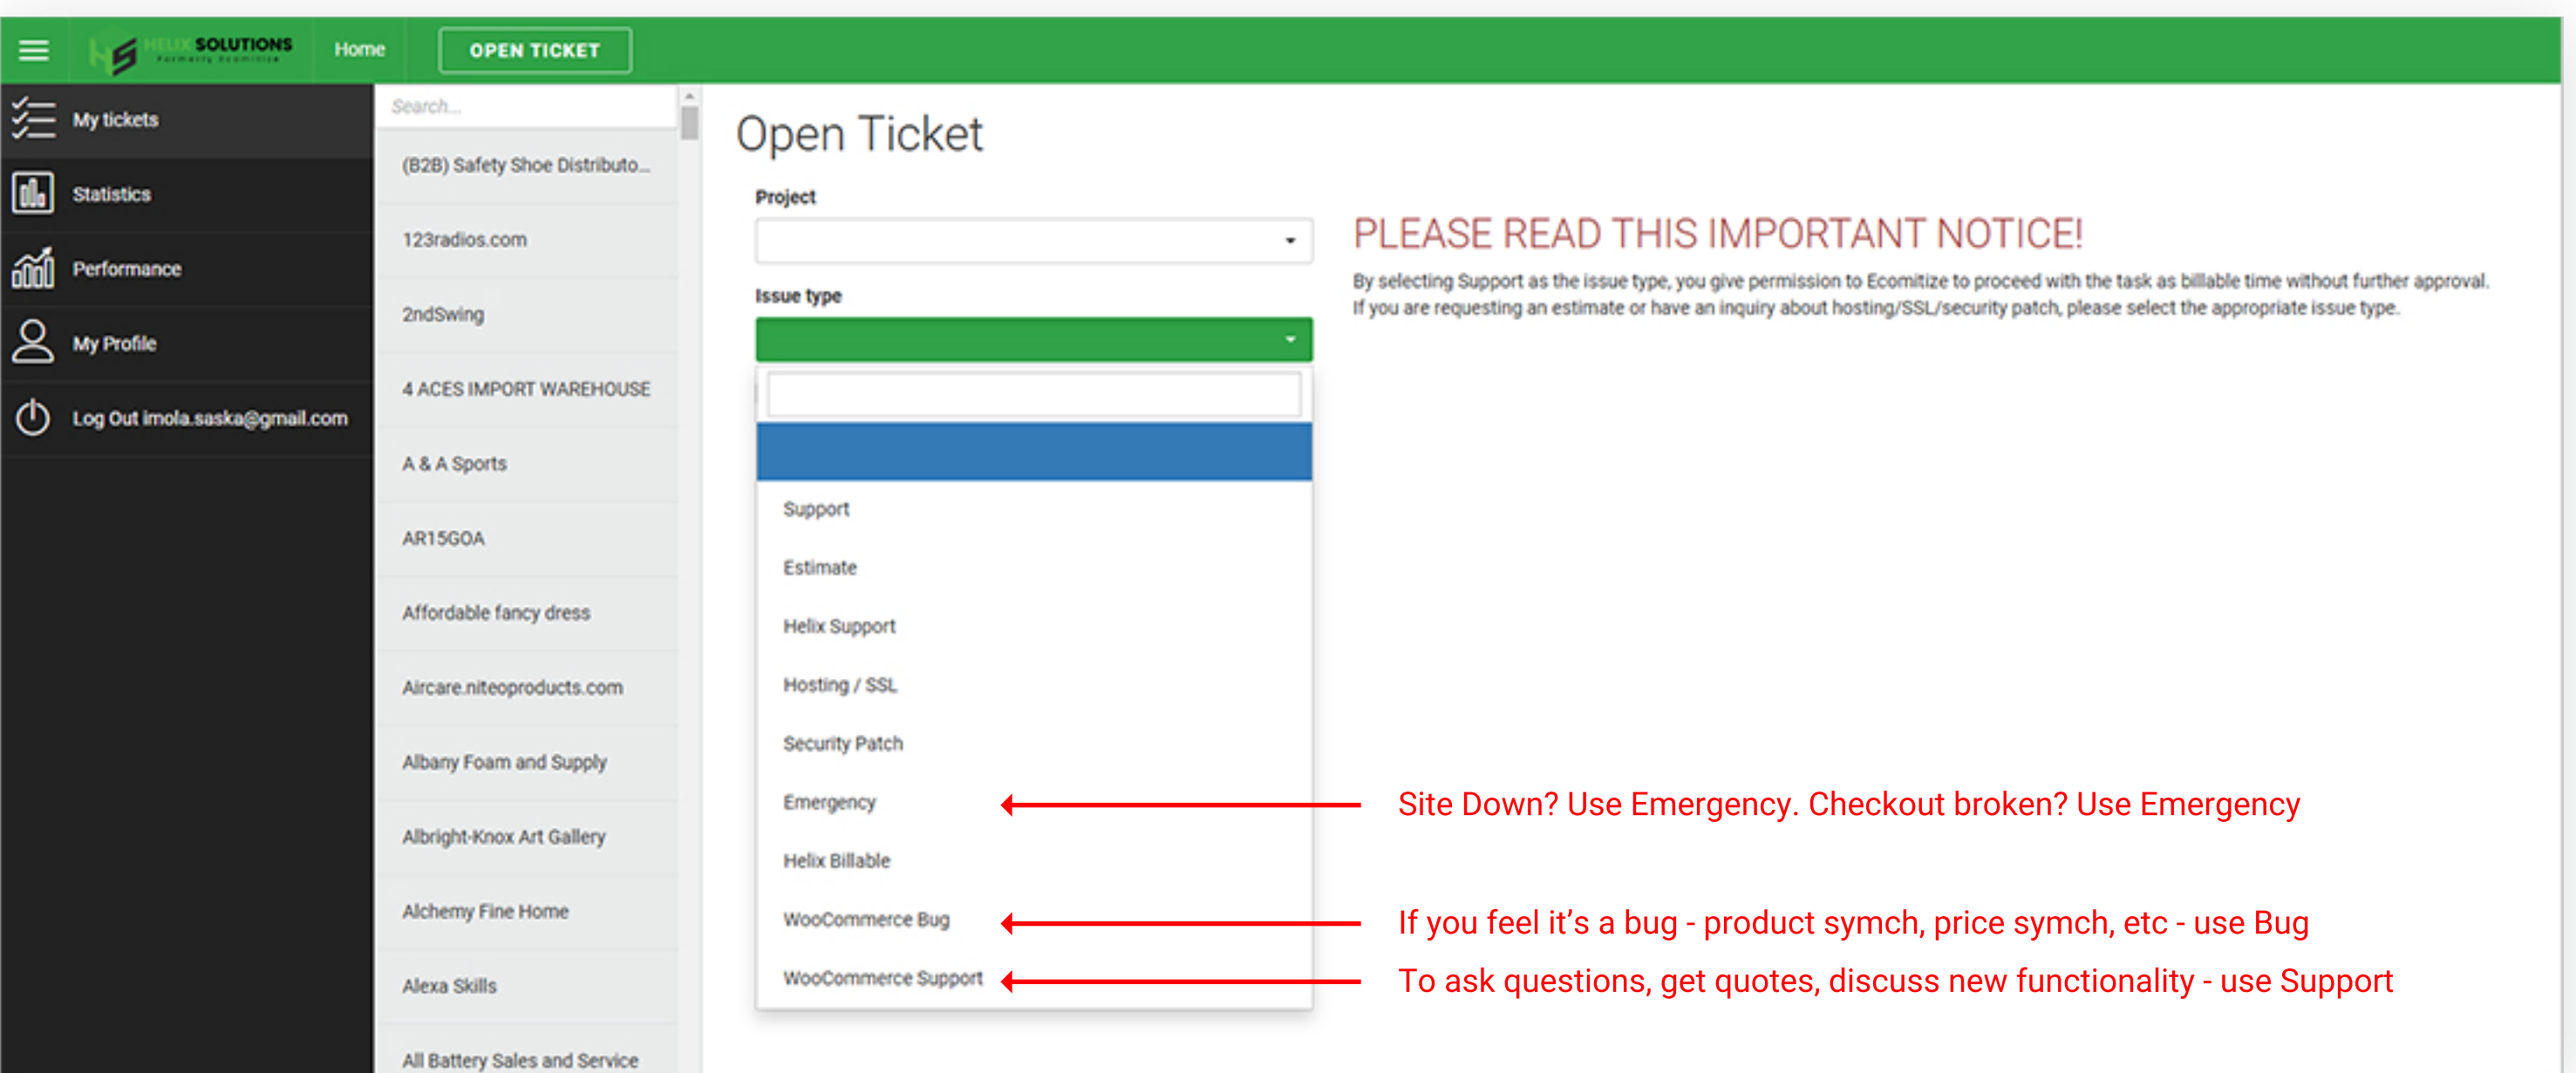 HELIX SOLUTIONS
Formerly Ecomitize
Home
OPEN TICKET
My tickets
Statistics
Performance
My Profile
Log Out imola.saska@gmail.com
Search...
(B2B) Safety Shoe Distributo...
123radios.com
2ndSwing
4 ACES IMPORT WAREHOUSE
A & A Sports
AR15GOA
Affordable fancy dress
Aircare.niteoproducts.com
Albany Foam and Supply
Albright-Knox Art Gallery
Alchemy Fine Home
Alexa Skills
All Battery Sales and Service
Open Ticket
Project
Issue type
Support
Estimate
Helix Support
Hosting / SSL
Security Patch
Emergency
Helix Billable
WooCommerce Bug
WooCommerce Support
PLEASE READ THIS IMPORTANT NOTICE!
By selecting Support as the issue type, you give permission to Ecomitize to proceed with the task as billable time without further approval.
If you are requesting an estimate or have an inquiry about hosting/SSL/security patch, please select the appropriate issue type.
Site Down? Use Emergency. Checkout broken? Use Emergency
If you feel it’s a bug - product symch, price symch, etc - use Bug
To ask questions, get quotes, discuss new functionality - use Support